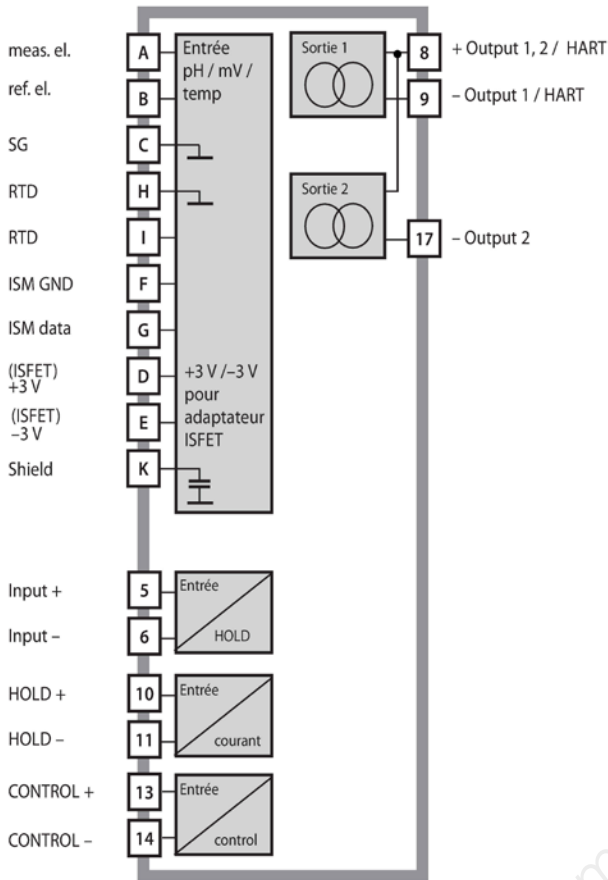 meas. el.
A
Entrée
pH / mV /
temp
ref. el.
B
SG
C
RTD
H
RTD
I
ISM GND
F
ISM data
G
(ISFET)
+3 V
D
+3 V /–3 V
pour
adaptateur
ISFET
(ISFET)
–3 V
E
Shield
K
Sortie 1
8
+ Output 1, 2 / HART
9
– Output 1 / HART
Sortie 2
17
– Output 2
Input +
5
Entrée
Input –
6
HOLD
HOLD +
10
Entrée
HOLD –
11
courant
CONTROL +
13
Entrée
CONTROL –
14
control